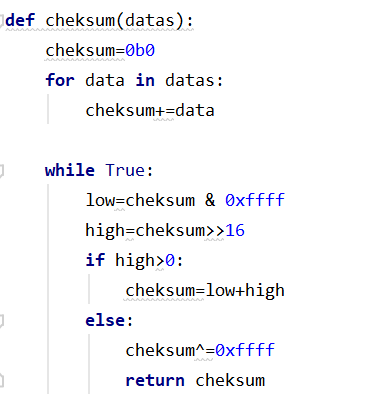 def cheksum(datas):
cheksum=0b0
for data in datas:
cheksum+=data
while True:
low=cheksum & 0xffff
high=cheksum>>16
if high>0:
cheksum=low+high
else:
cheksum^=0xffff
return cheksum